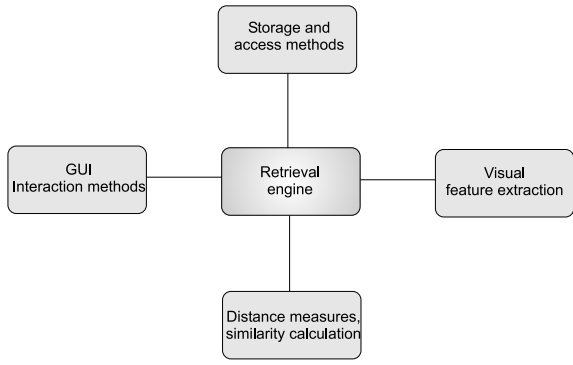 Storage and
access methods
GUI
Interaction methods
Retrieval
engine
Visual
feature extraction
Distance measures,
similarity calculation